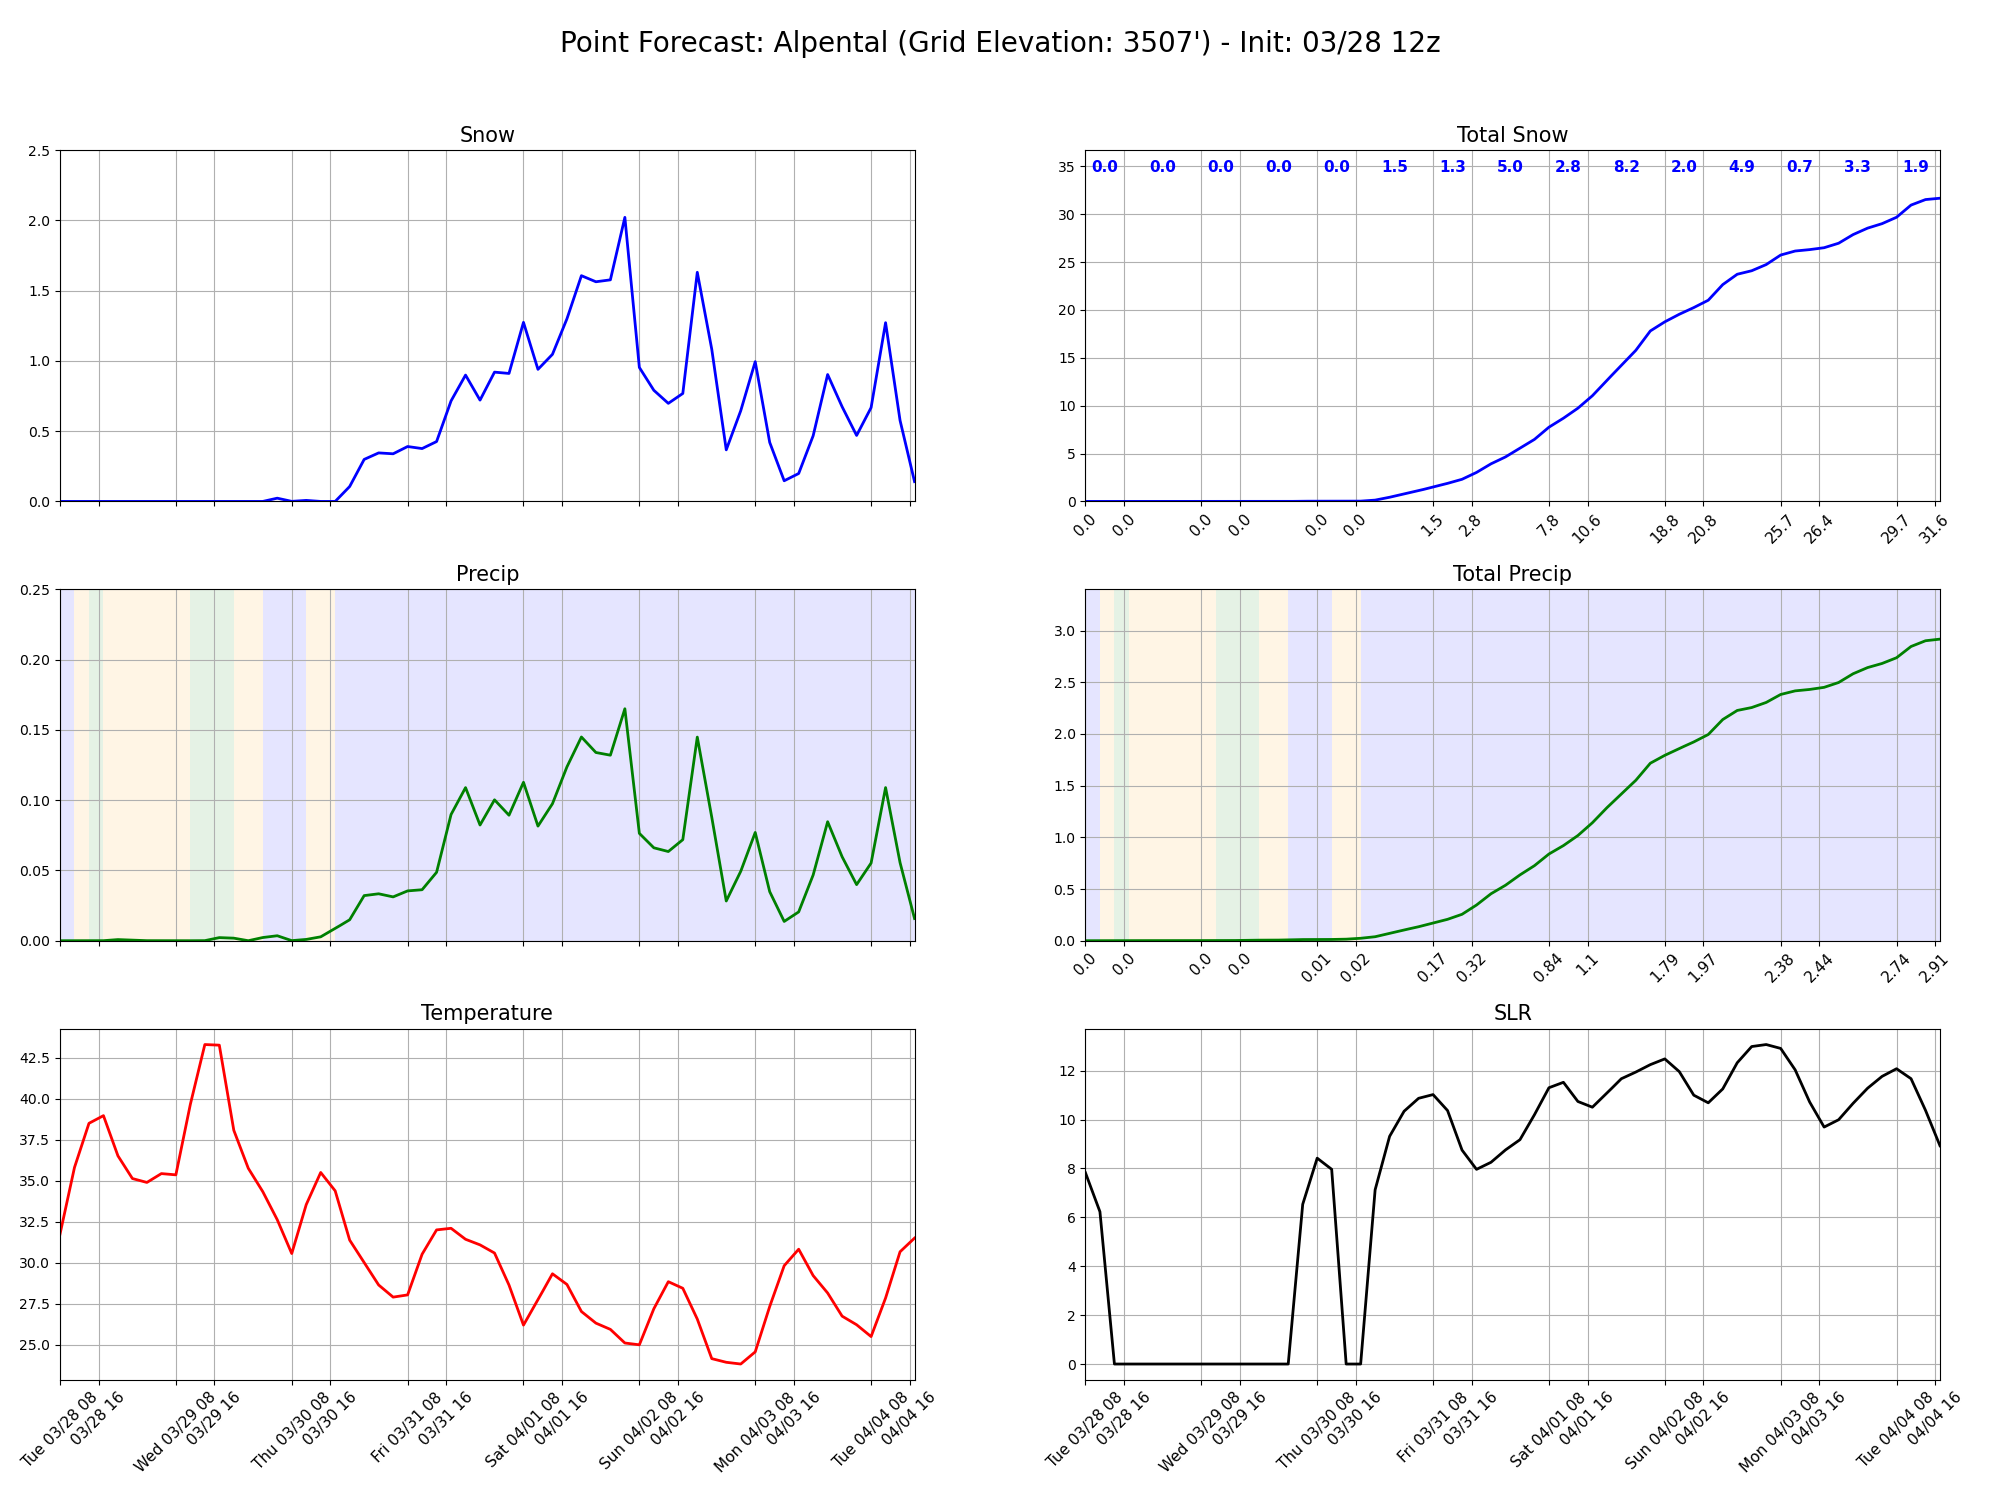 Point Forecast: Alpental (Grid Elevation: 3507') - Init: 03/28 12z
Snow
2.5
2.0
1.5
1.0
0.5
0.0
Total Snow
0.0 0.0 0.0 0.0 0.0 1.5 1.3 5.0 2.8 8.2 2.0 4.9 0.7 3.3 1.9
35
30
25
20
15
10
5
0
0.0 0.0 0.0 0.0 0.0 0.0 1.5 2.8 7.8 10.6 18.8 20.8 25.7 26.4 29.7 31.6
Precip
0.25
0.20
0.15
0.10
0.05
0.00
Total Precip
3.0
2.5
2.0
1.5
1.0
0.5
0.0
0.0 0.0 0.0 0.0 0.01 0.02 0.17 0.32 0.84 1.1 1.79 1.97 2.38 2.44 2.74 2.91
Temperature
42.5
40.0
37.5
35.0
32.5
30.0
27.5
25.0
Tue 03/28 08
03/28 16
Wed 03/29 08
03/29 16
Thu 03/30 08
03/30 16
Fri 03/31 08
03/31 16
Sat 04/01 08
04/01 16
Sun 04/02 08
04/02 16
Mon 04/03 08
04/03 16
Tue 04/04 08
04/04 16
SLR
12
10
8
6
4
2
0
Tue 03/28 08
03/28 16
Wed 03/29 08
03/29 16
Thu 03/30 08
03/30 16
Fri 03/31 08
03/31 16
Sat 04/01 08
04/01 16
Sun 04/02 08
04/02 16
Mon 04/03 08
04/03 16
Tue 04/04 08
04/04 16